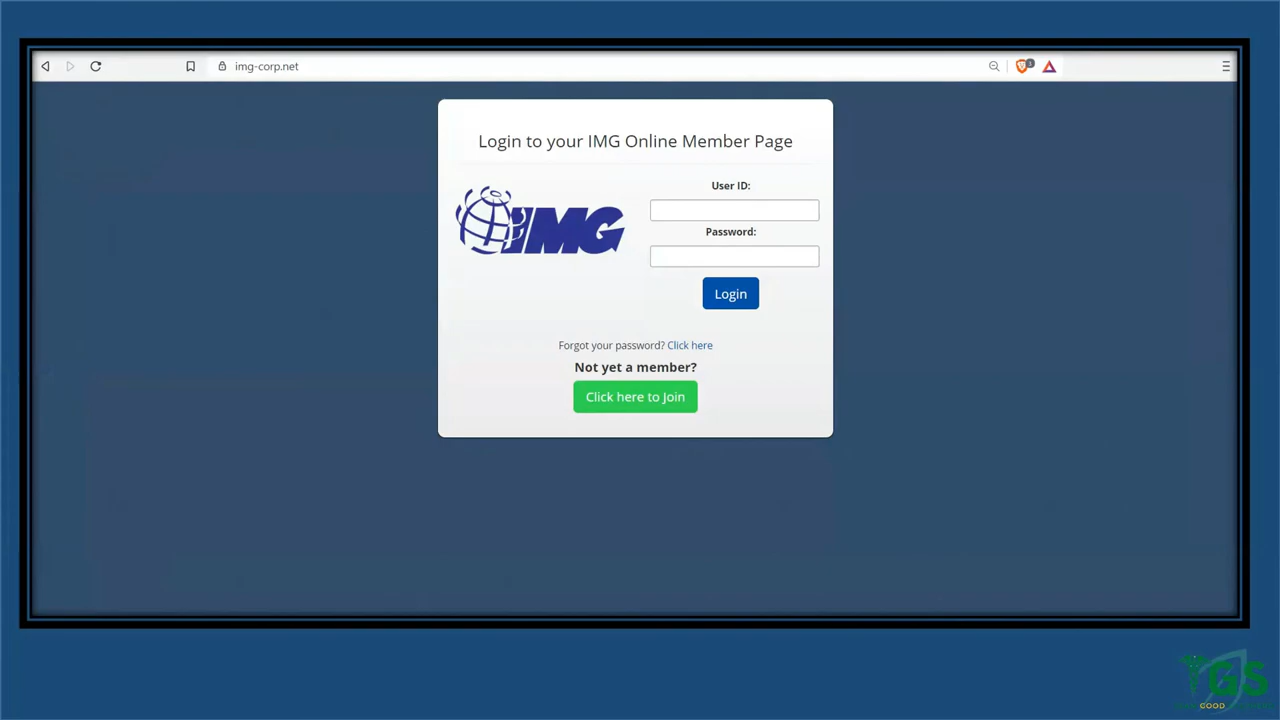 img-corp.net
3
Login to your IMG Online Member Page
User ID:
IMG
Password:
Login
Forgot your password? Click here
Not yet a member?
Click here to Join
GS
GOOD